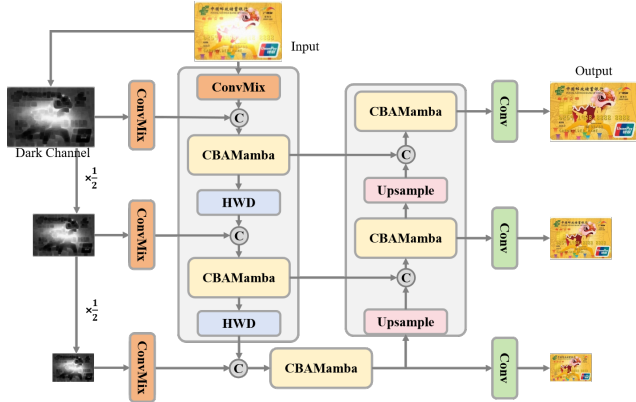 Input
ConvMix
Output
CBAMamba
Conv
ConvMix
C
Dark Channel
CBAMamba
C
×1/2
Upsample
HWD
ConvMix
C
CBAMamba
Conv
CBAMamba
C
×1/2
HWD
Upsample
ConvMix
C
CBAMamba
Conv